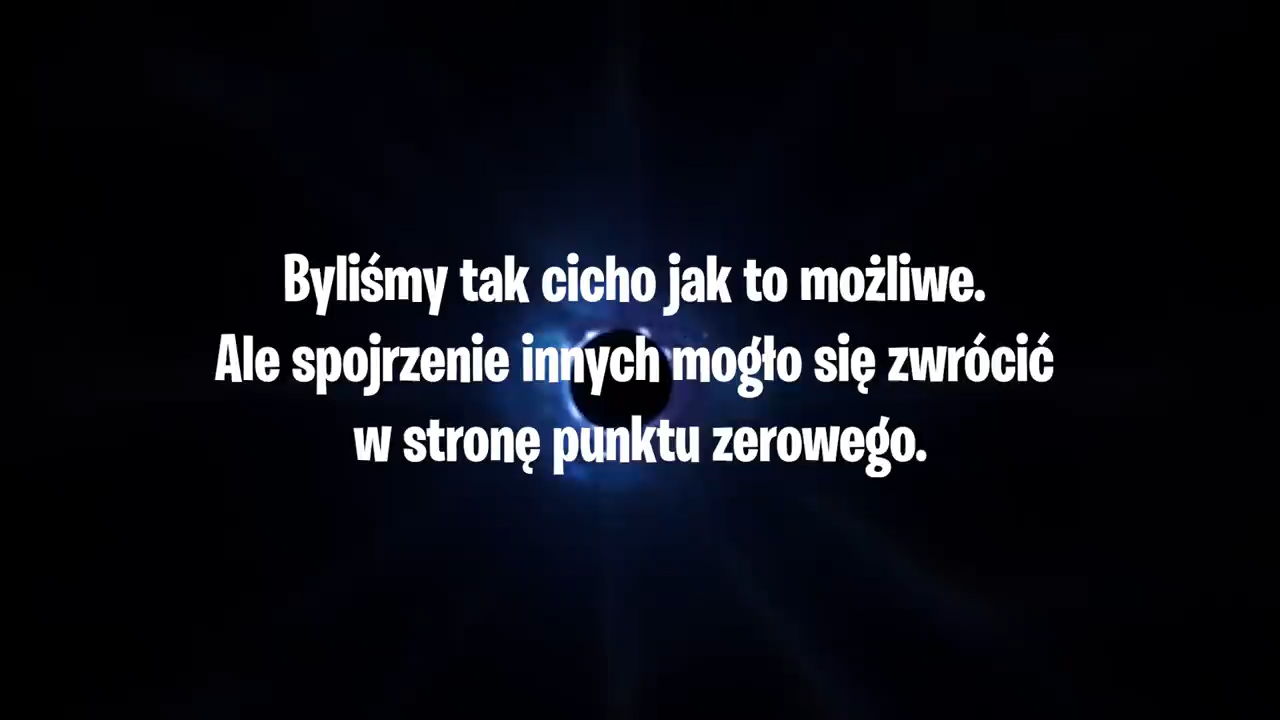 Byliśmy tak cicho jak to możliwe.
Ale spojrzenie innych mogło się zwrócić
w stronę punktu zerowego.